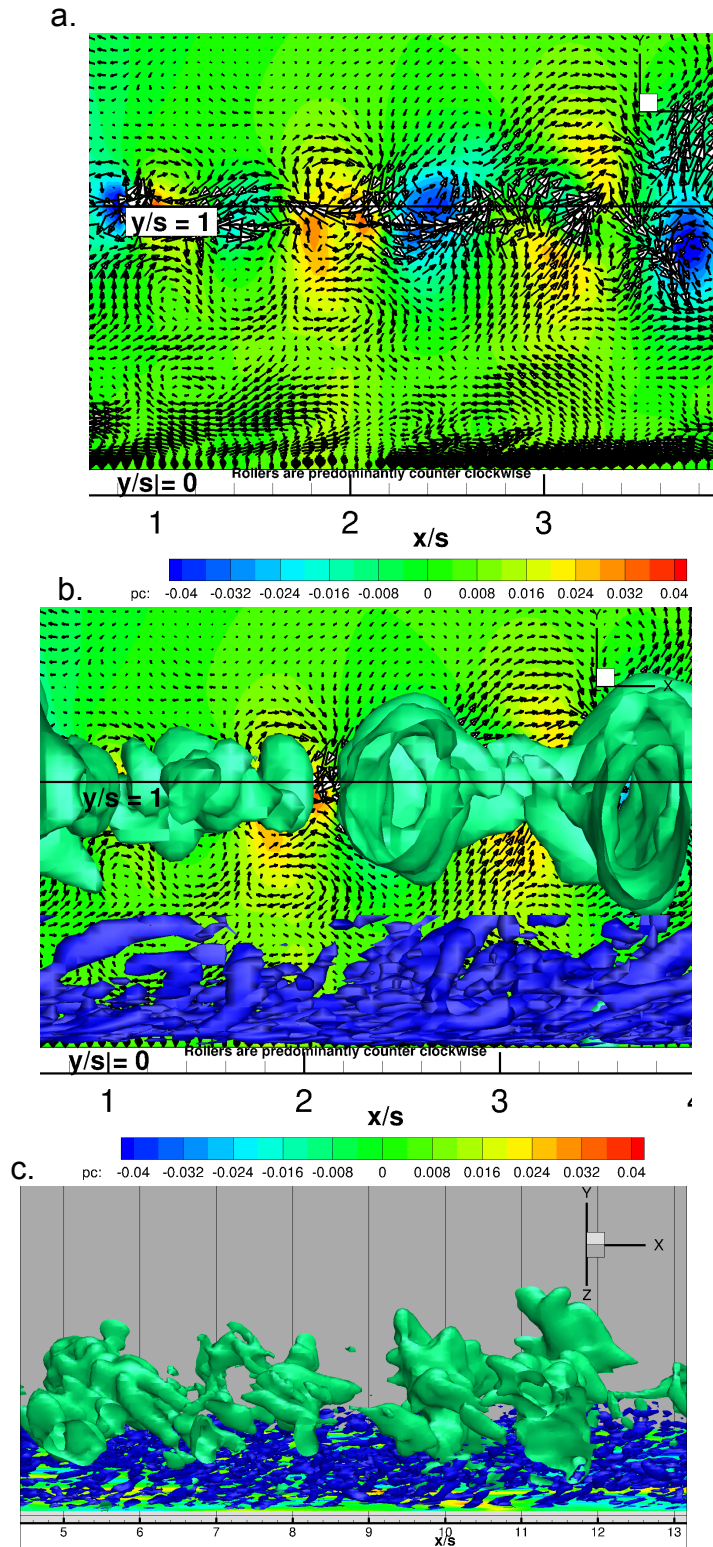 a.
Y
y/s = 1
y/s = 0
Rollers are predominantly counter clockwise
1 2 3
x/s
pc: -0.04 -0.032 -0.024 -0.016 -0.008 0 0.008 0.016 0.024 0.032 0.04
b.
Y
X
y/s = 1
y/s = 0
Rollers are predominantly counter clockwise
1 2 3 4
x/s
pc: -0.04 -0.032 -0.024 -0.016 -0.008 0 0.008 0.016 0.024 0.032 0.04
c.
Y
X
Z
5 6 7 8 9 10 11 12 13
x/s